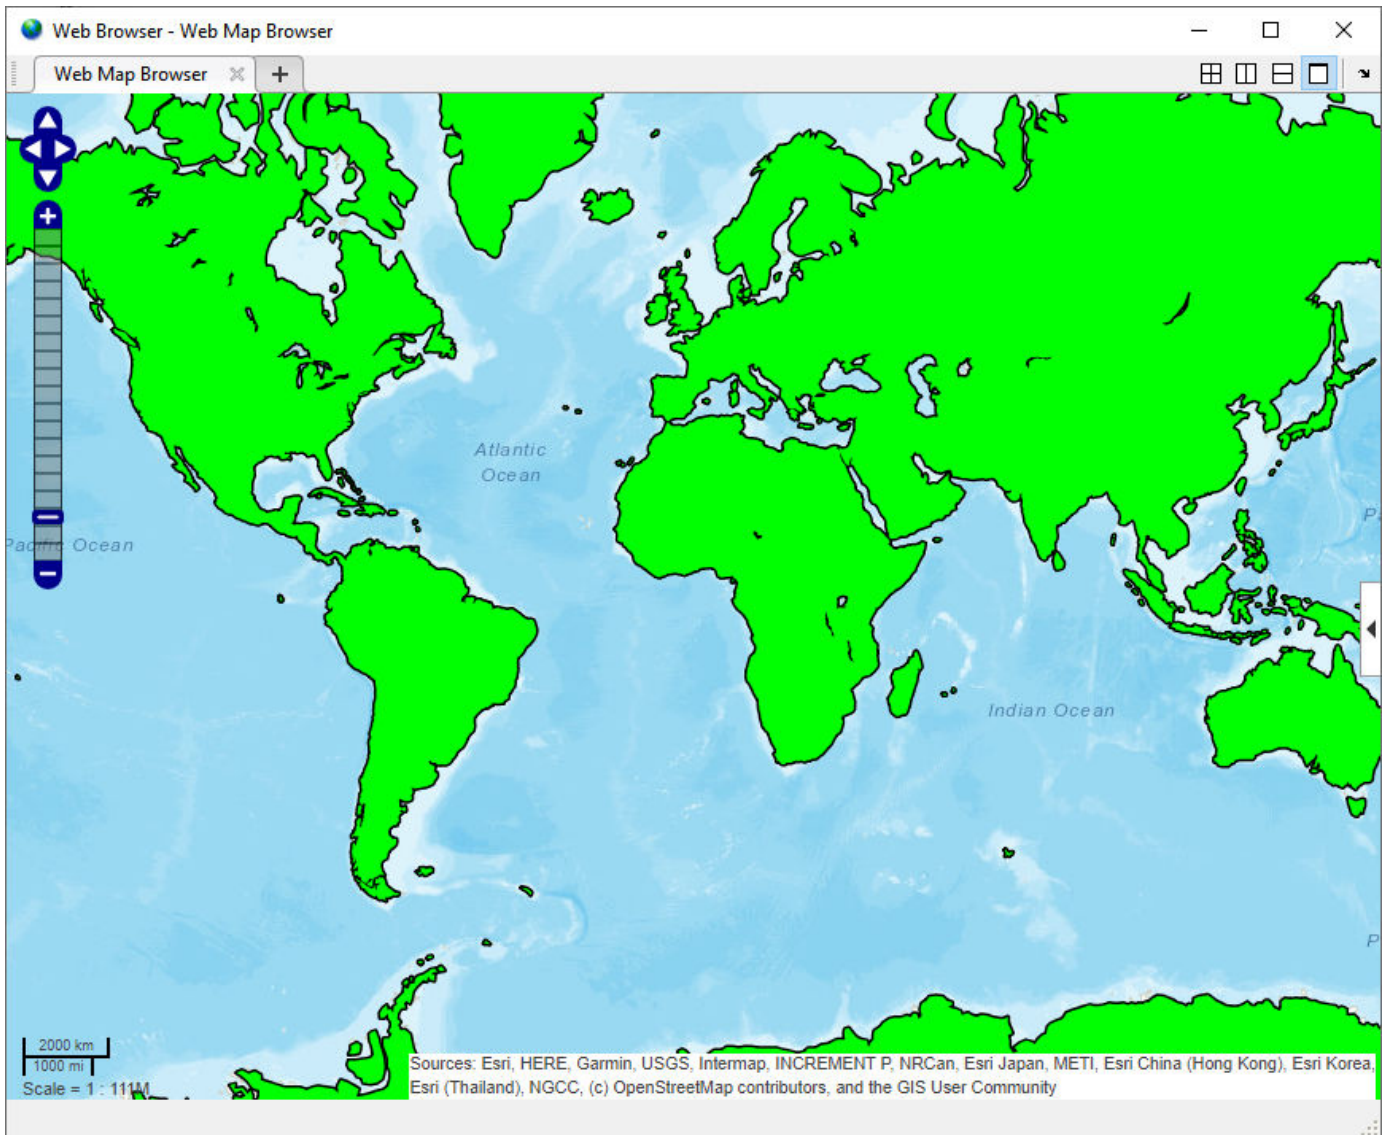 Web Browser - Web Map Browser
Web Map Browser
Atlantic
Ocean
Pacific Ocean
Indian Ocean
2000 km
1000 mi
Scale = 1 : 111M
Sources: Esri, HERE, Garmin, USGS, Intermap, INCREMENT P, NRCan, Esri Japan, METI, Esri China (Hong Kong), Esri Korea,
Esri (Thailand), NGCC, (c) OpenStreetMap contributors, and the GIS User Community